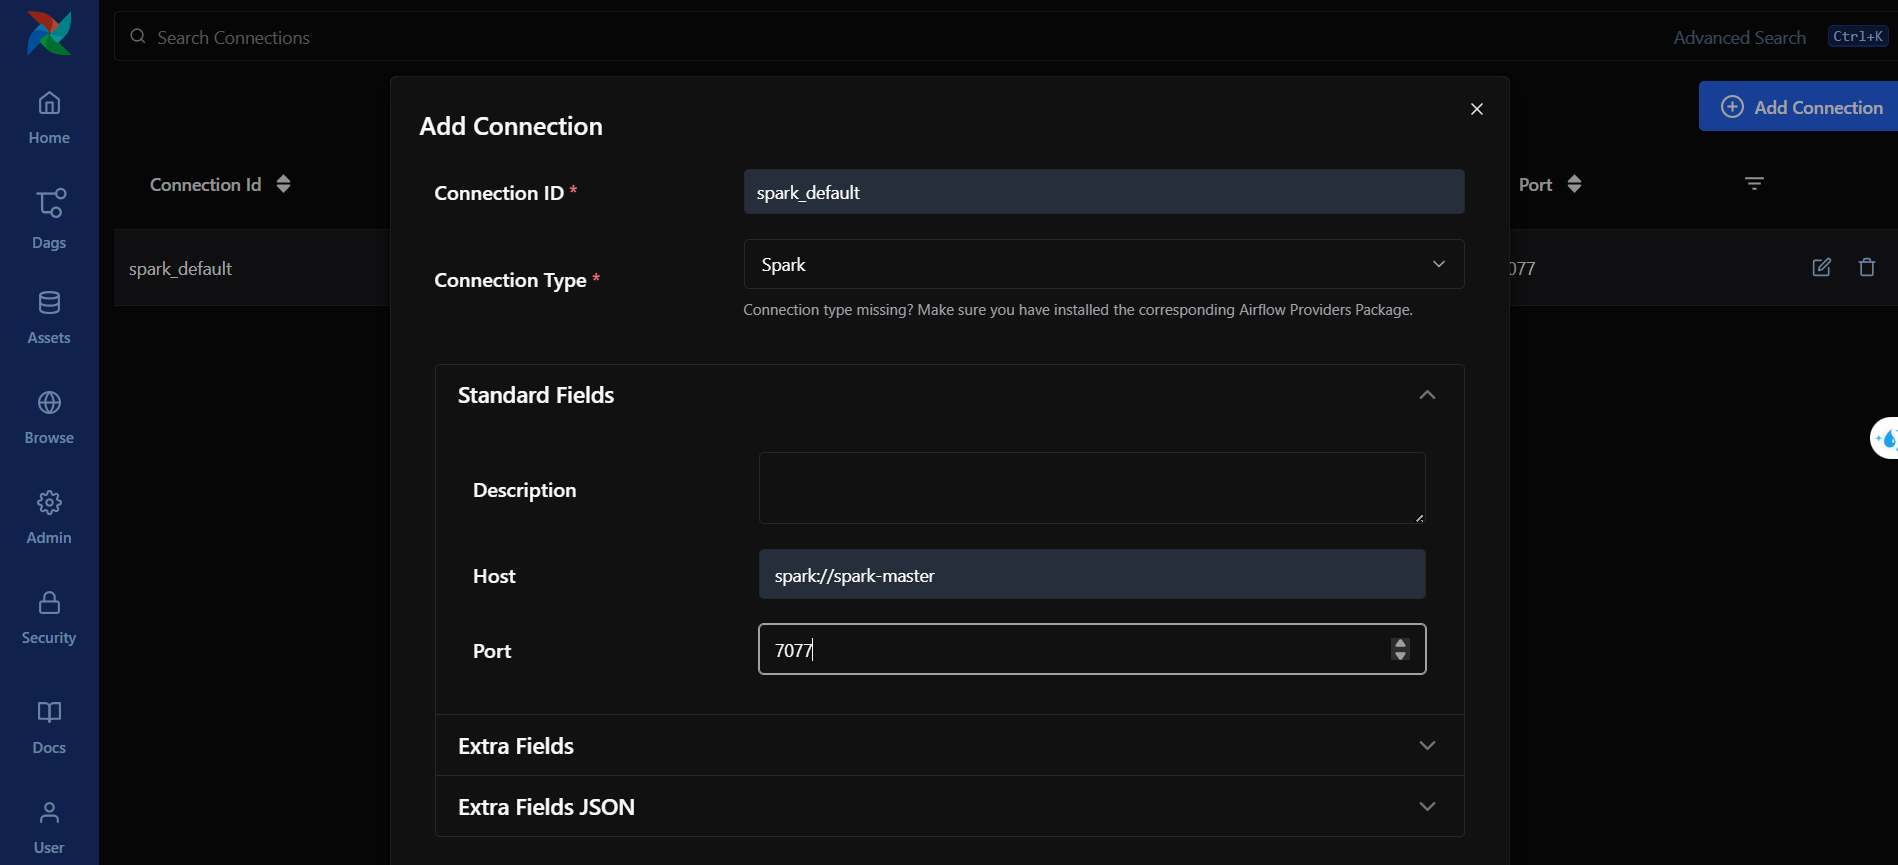 Search Connections
Advanced Search
Ctrl+K
Home
Dags
Assets
Browse
Admin
Security
Docs
User
Add Connection
Connection Id
Port
spark_default
077
Add Connection
Connection ID *
spark_default
Connection Type *
Spark
Connection type missing? Make sure you have installed the corresponding Airflow Providers Package.
Standard Fields
Description
Host
spark://spark-master
Port
7077
Extra Fields
Extra Fields JSON